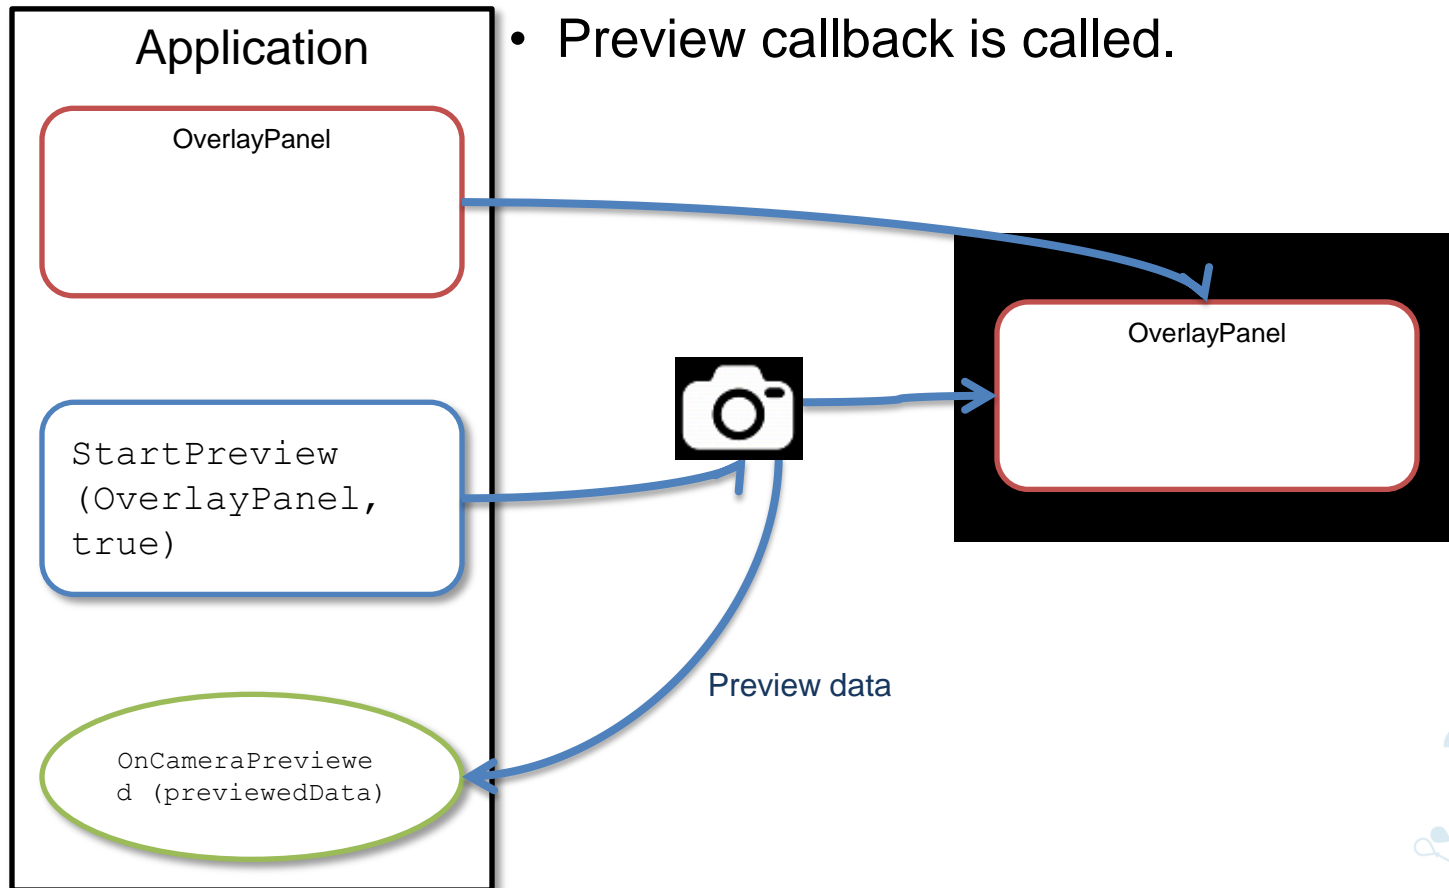 Application
• Preview callback is called.
OverlayPanel
OverlayPanel
StartPreview
(OverlayPanel,
true)
Preview data
OnCameraPreviewe
d (previewedData)